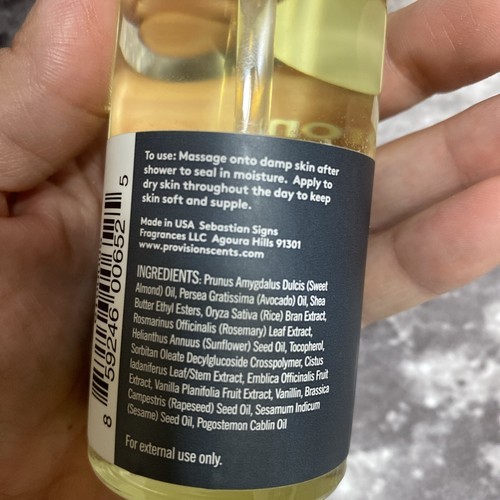 To use: Massage onto damp skin after
shower to seal in moisture. Apply to
dry skin throughout the day to keep
skin soft and supple.
Made in USA Sebastian Signs
Fragrances LLC Agoura Hills 91301
www.provisionscents.com
INGREDIENTS: Prunus Amygdalus Dulcis (Sweet
Almond) Oil, Persea Gratissima (Avocado) Oil, Shea
Butter Ethyl Esters, Oryza Sativa (Rice) Bran Extract,
Rosmarinus Officinalis (Rosemary) Leaf Extract,
Helianthus Annuus (Sunflower) Seed Oil, Tocopherol,
Sorbitan Oleate Decylglucoside Crosspolymer, Cistus
ladaniferus Leaf/Stem Extract, Emblica Officinalis Fruit
Extract, Vanilla Planifolia Fruit Extract, Vanillin, Brassica
Campestris (Rapeseed) Seed Oil, Sesamum Indicum
(Sesame) Seed Oil, Pogostemon Cablin Oil
For external use only.
8 59246 00652 5